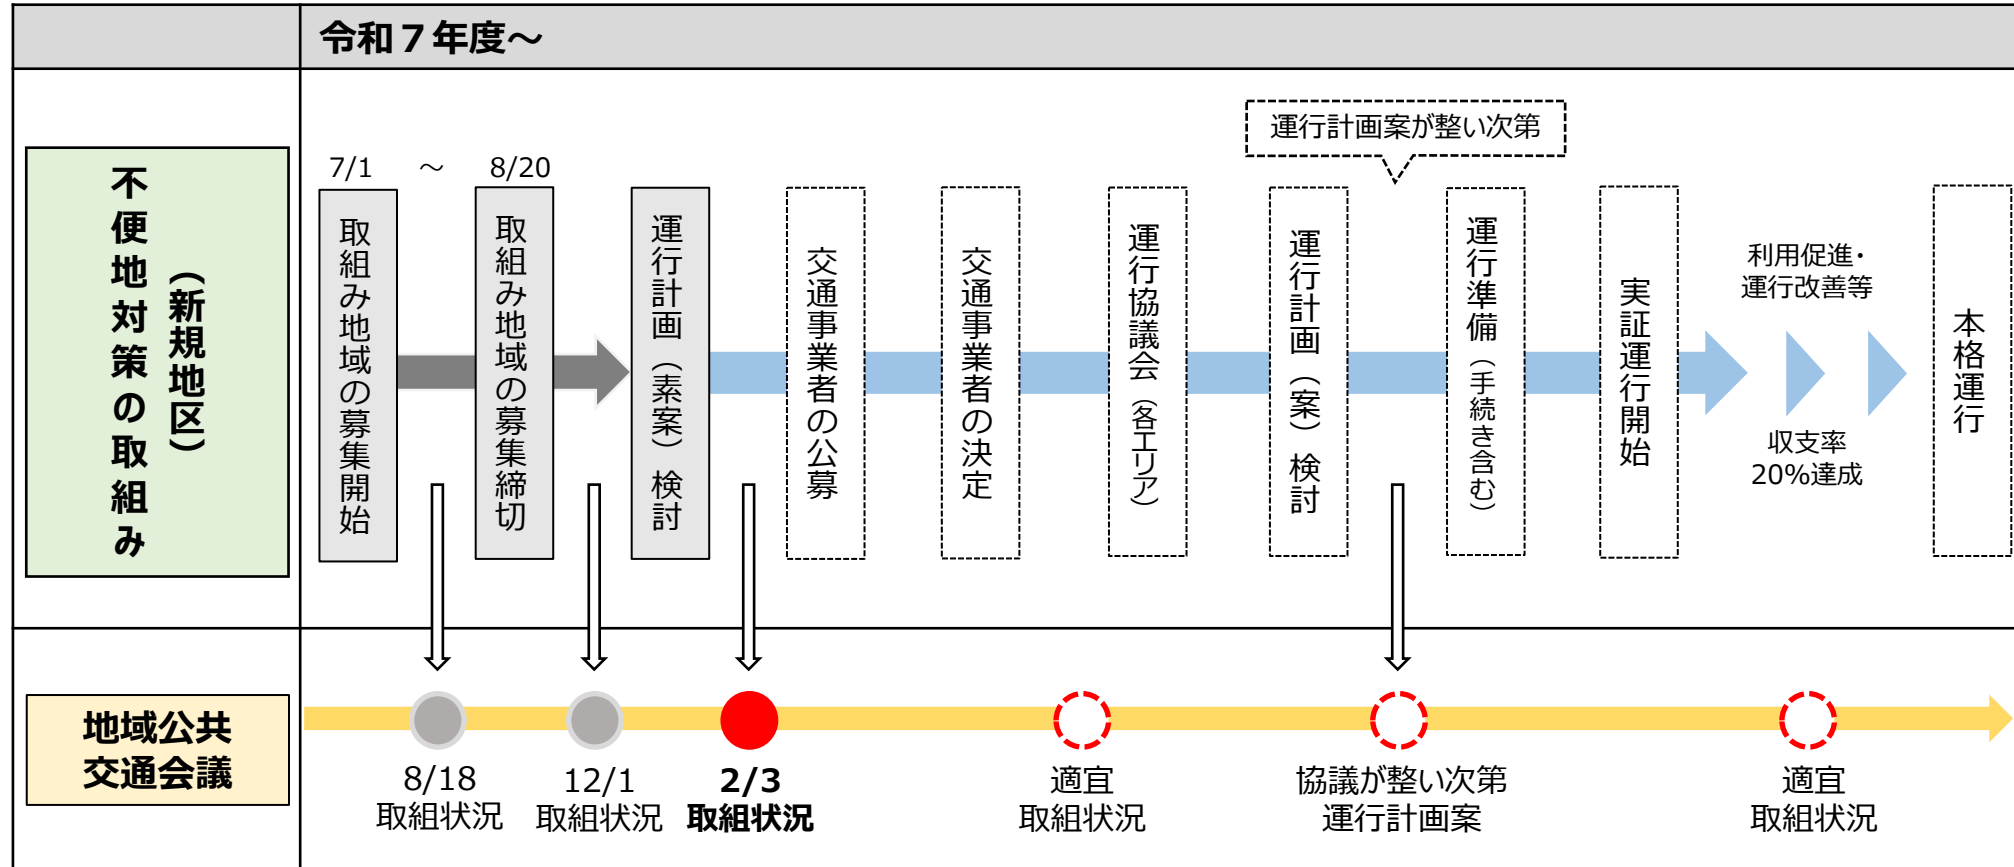 令和７年度～
不便地対策の取組み
（新規地区）
7/1 ～ 8/20
取組み地域の募集開始
取組み地域の募集締切
運行計画（素案）検討
交通事業者の公募
交通事業者の決定
運行協議会（各エリア）
運行計画（案）検討
運行計画案が整い次第
運行準備（手続き含む）
実証運行開始
利用促進・
運行改善等
収支率
20%達成
本格運行
地域公共
交通会議
8/18
取組状況
12/1
取組状況
2/3
取組状況
適宜
取組状況
協議が整い次第
運行計画案
適宜
取組状況